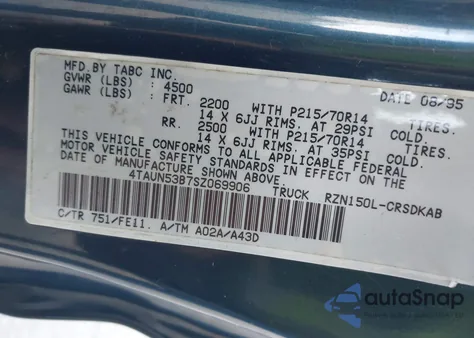 MFD.BY TABC INC. DATE 08/95
GVWR (LBS) : 4500
GAWR (LBS) : FRT. 2200 WITH P215/70R14 TIRES.
14 X 6JJ RIMS. AT 29PSI COLD.
RR. 2500 WITH P215/70R14 TIRES.
14 X 6JJ RIMS. AT 35PSI COLD.
THIS VEHICLE CONFORMS TO ALL APPLICABLE FEDERAL
MOTOR VEHICLE SAFETY STANDARDS IN EFFECT ON THE
DATE OF MANUFACTURE SHOWN ABOVE.
4TAUN53B7SZ069906 TRUCK RZN150L-CRSDKAB
C/TR 751/FE11. A/TM A02A/A43D
autoSnap